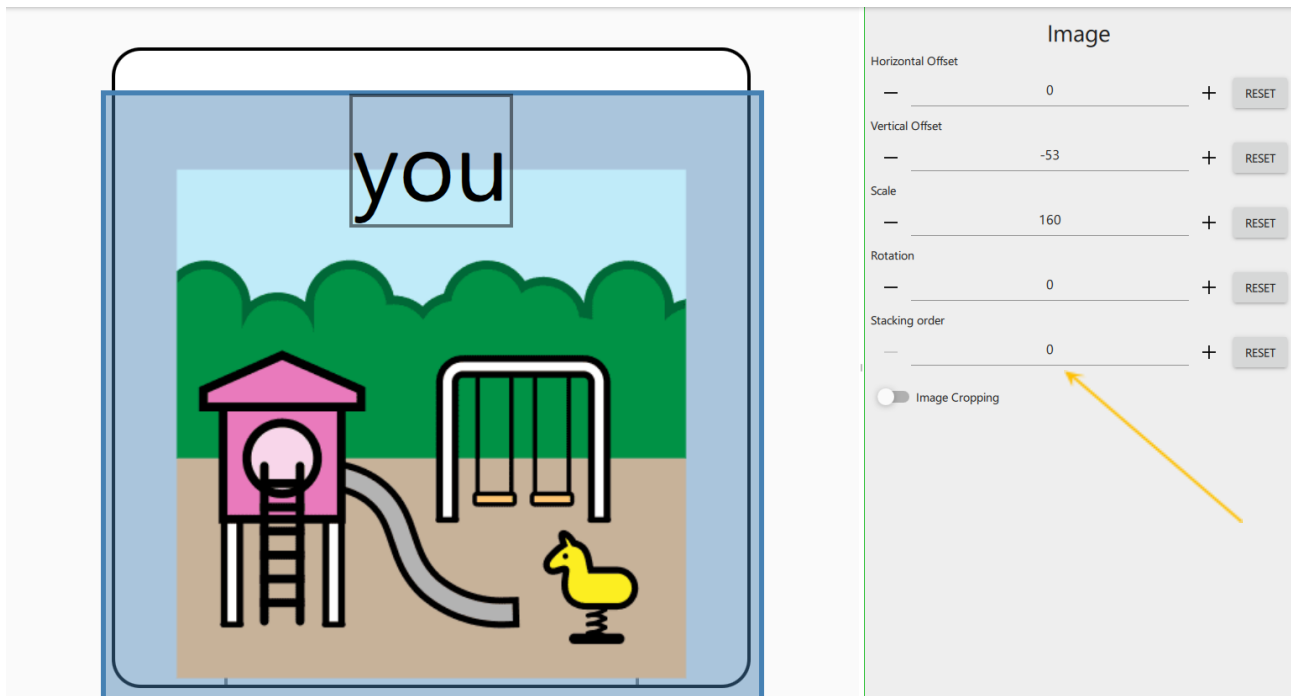 you
Image
Horizontal Offset
0 RESET
Vertical Offset
-53 RESET
Scale
160 RESET
Rotation
0 RESET
Stacking order
0 RESET
Image Cropping